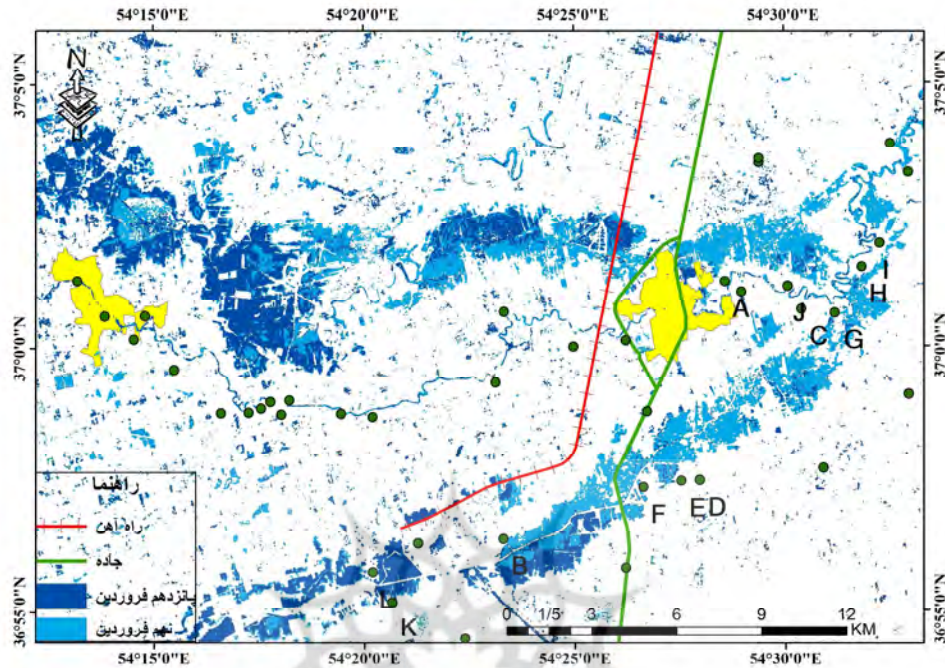 54°15'0"E 54°20'0"E 54°25'0"E 54°30'0"E
N
37°5'0"N 37°5'0"N
I
H
A
J
C
G
37°0'0"N 37°0'0"N
راهنما
راه آهن
جاده
پانزدهم فروردین
نهم فروردین
F
E D
B
L
K
0 1/5 3 6 9 12
KM
36°55'0"N 36°55'0"N
54°15'0"E 54°20'0"E 54°25'0"E 54°30'0"E